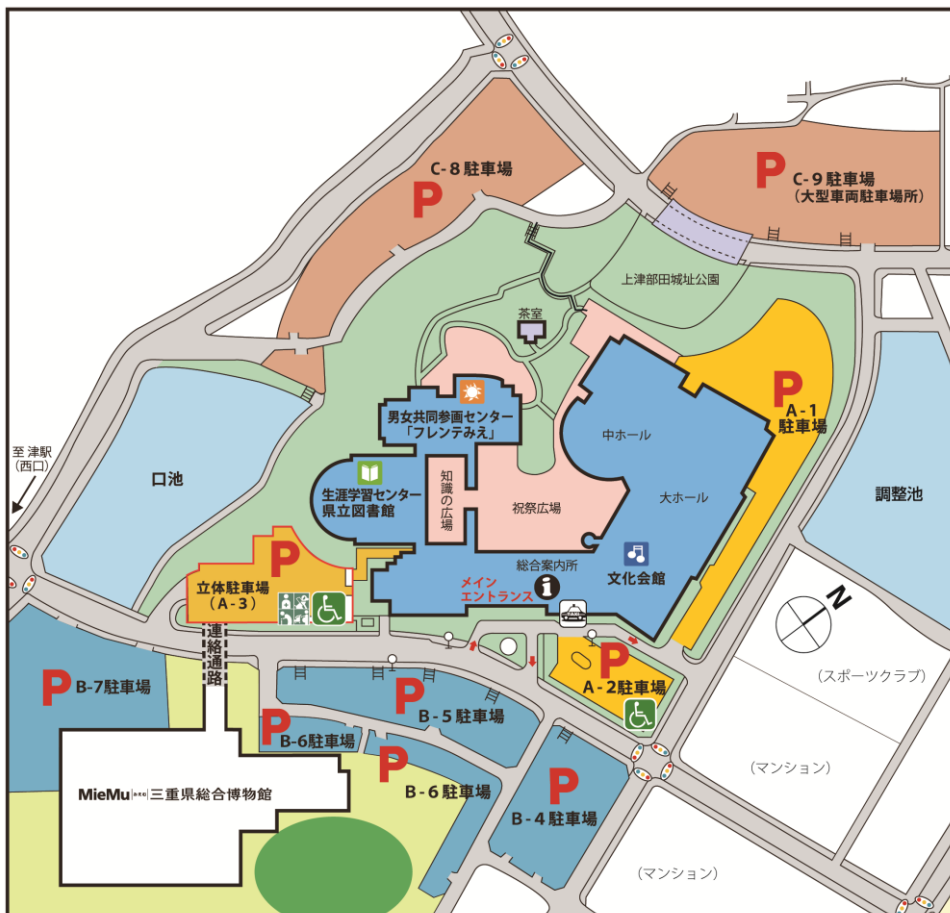 P
C-8 駐車場
P
C-9 駐車場
(大型車両駐車場所)
上津部田城址公園
茶室
P
A-1
駐車場
男女共同参画センター
「フレンテみえ」
中ホール
至 津駅
(西口)
口池
生涯学習センター
県立図書館
知識の広場
祝祭広場
大ホール
調整池
P
立体駐車場
(A-3)
総合案内所
i
メイン
エントランス
文化会館
TAXI
N
連絡通路
P
B-7 駐車場
P
A-2 駐車場
(スポーツクラブ)
P
B-5 駐車場
P
B-6 駐車場
P
B-6 駐車場
P
B-4 駐車場
(マンション)
MieMu 三重県総合博物館
(マンション)